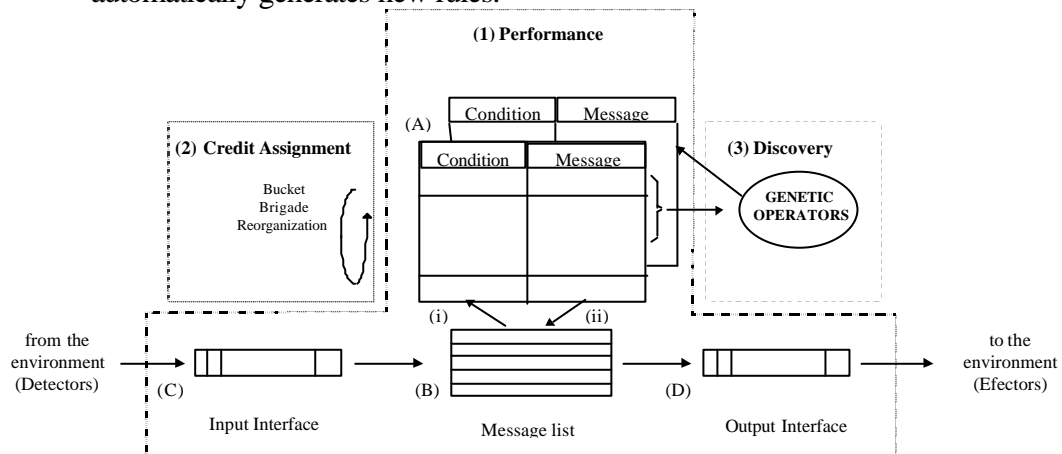 automatically generates new rules.
(1) Performance
Condition Message
(A)
Condition Message
(2) Credit Assignment
Bucket
Brigade
Reorganization
(3) Discovery
GENETIC
OPERATORS
(i) (ii)
from the
environment
(Detectors)
(C)
(B)
(D)
to the
environment
(Efectors)
Input Interface
Message list
Output Interface